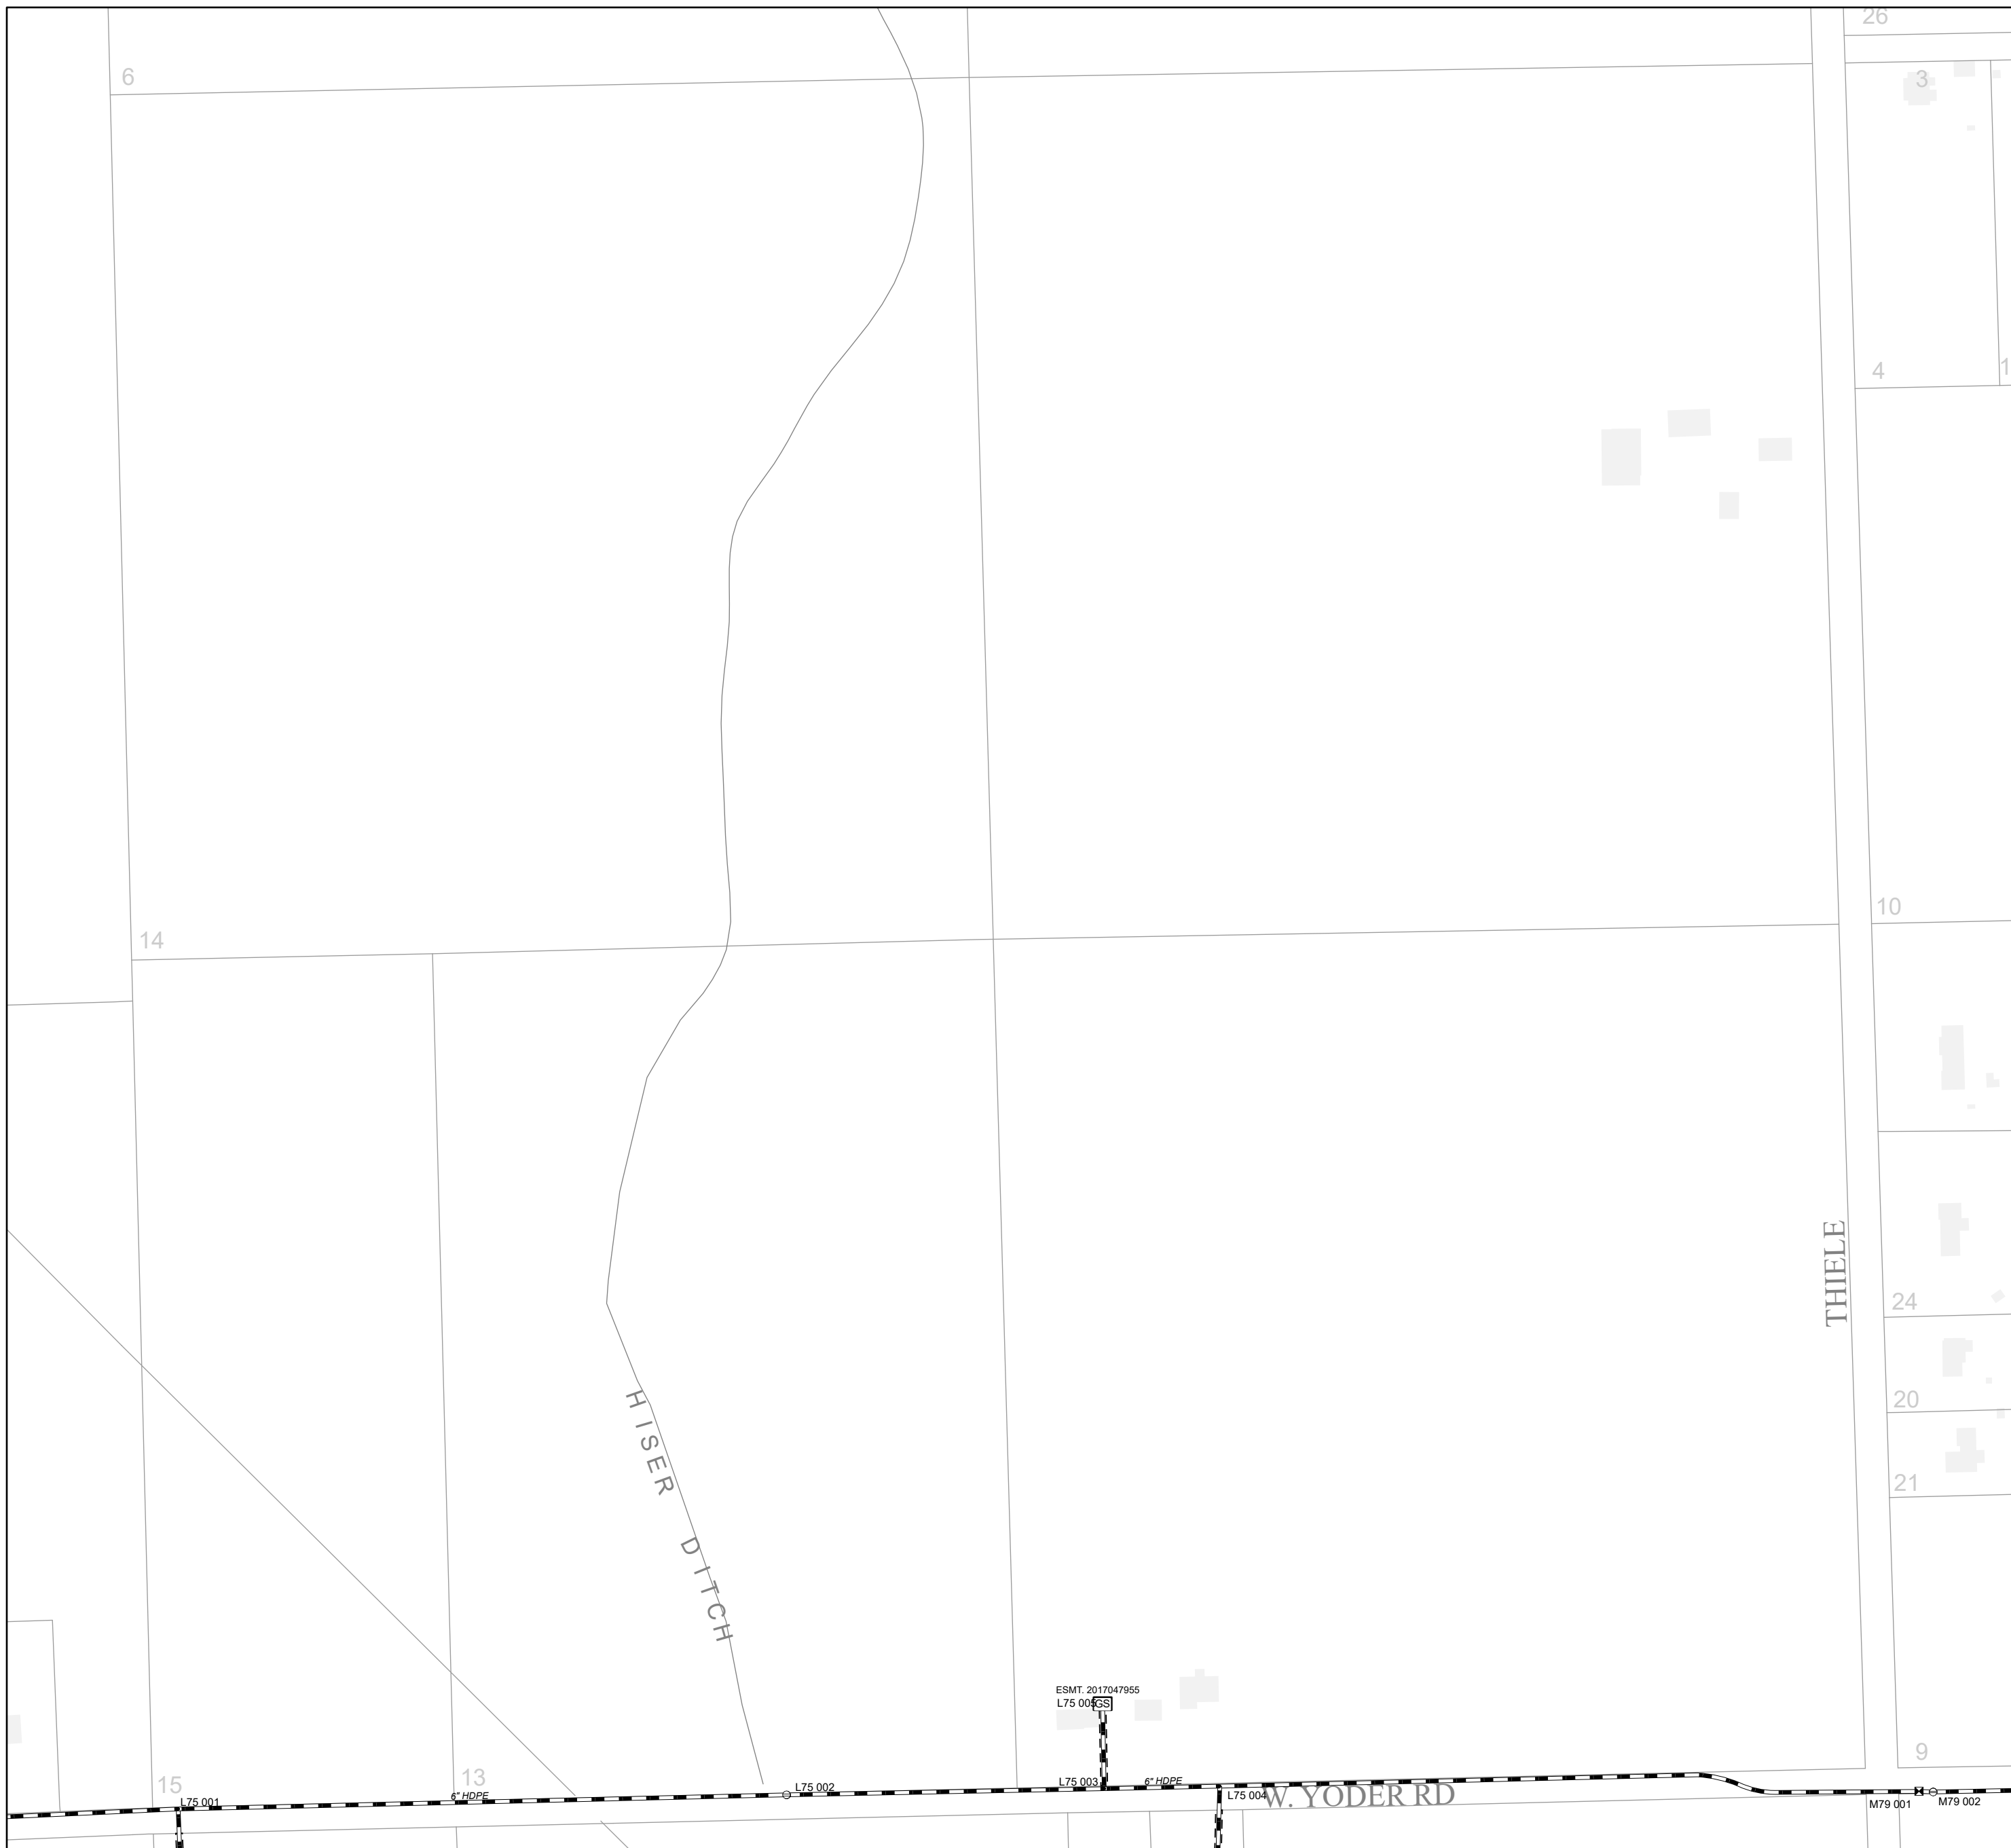 26
6
3
4
1
10
14
THIELE
24
HISER DITCH
20
21
ESMT. 2017047955
L75 005
GS
9
15
13
L75 003
6" HDPE
L75 002
6" HDPE
L75 001
L75 004
W. YODER RD
M79 001
M79 002